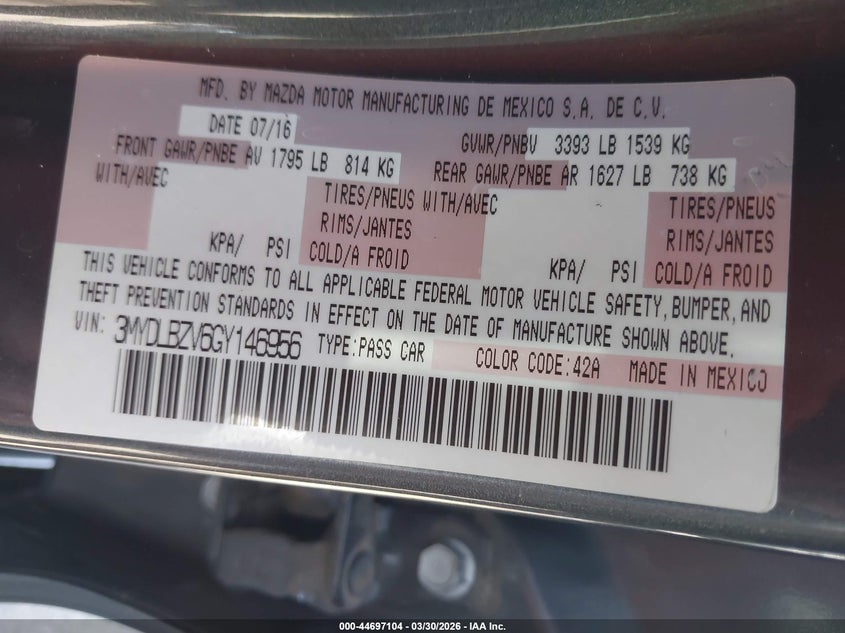 MFD. BY MAZDA MOTOR MANUFACTURING DE MEXICO S.A. DE C.V.
DATE 07/16 GVWR/PNBV 3393 LB 1539 KG
FRONT GAWR/PNBE AV 1795 LB 814 KG REAR GAWR/PNBE AR 1627 LB 738 KG
WITH/AVEC TIRES/PNEUS WITH/AVEC TIRES/PNEUS
RIMS/JANTES RIMS/JANTES
KPA/ PSI COLD/A FROID KPA/ PSI COLD/A FROID
THIS VEHICLE CONFORMS TO ALL APPLICABLE FEDERAL MOTOR VEHICLE SAFETY, BUMPER, AND
THEFT PREVENTION STANDARDS IN EFFECT ON THE DATE OF MANUFACTURE SHOWN ABOVE.
VIN: 3MYDLBZV6GY146956 TYPE:PASS CAR COLOR CODE:42A MADE IN MEXICO
000-44697104 - 03/30/2026 - IAA Inc.